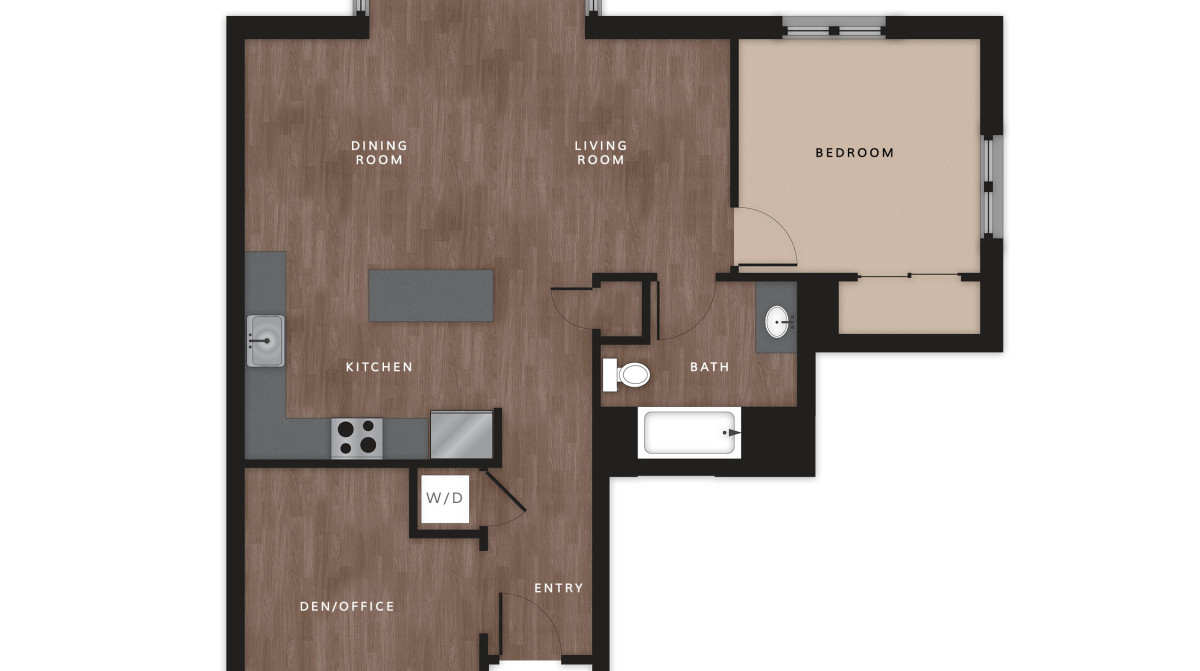 DINING
ROOM
LIVING
ROOM
BEDROOM
KITCHEN
BATH
W/D
ENTRY
DEN/OFFICE